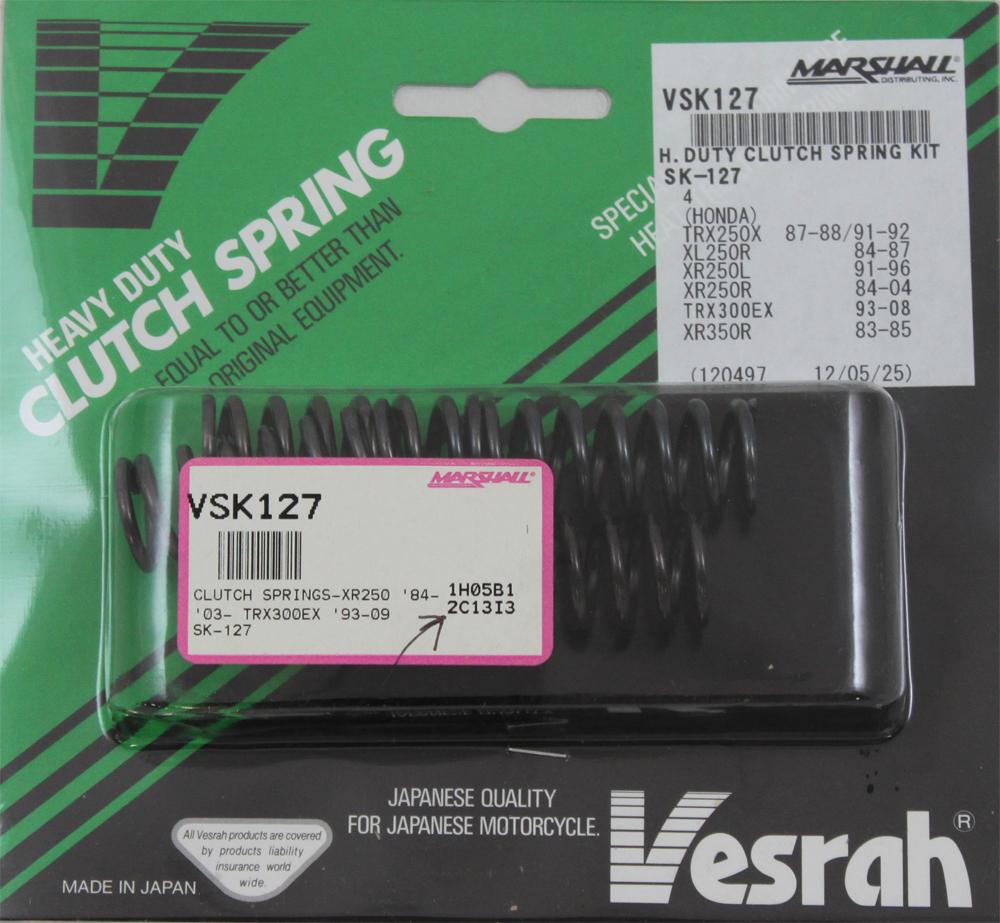 HEAVY DUTY
CLUTCH SPRING
EQUAL TO OR BETTER THAN
ORIGINAL EQUIPMENT.
MARSHALL®
DISTRIBUTING, INC.
VSK127
H. DUTY CLUTCH SPRING KIT
SK-127
4
(HONDA)
TRX250X 87-88/91-92
XL250R 84-87
XR250L 91-96
XR250R 84-04
TRX300EX 93-08
XR350R 83-85
(120497 12/05/25)
MARSHALL®
VSK127
CLUTCH SPRINGS-XR250 '84- 1H05B1
'03- TRX300EX '93-09 2C13I3
SK-127
JAPANESE QUALITY
FOR JAPANESE MOTORCYCLE.
All Vesrah products are covered
by products liability
insurance world
wide.
MADE IN JAPAN
Vesrah®